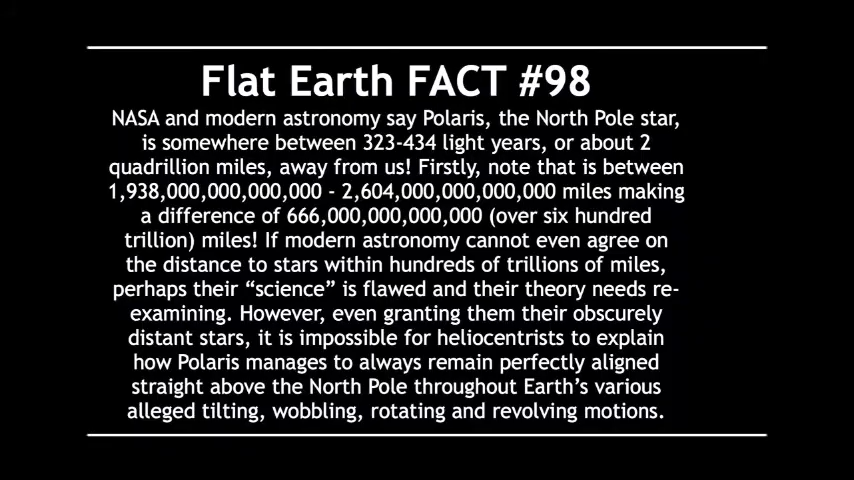 Flat Earth FACT #98
NASA and modern astronomy say Polaris, the North Pole star,
is somewhere between 323-434 light years, or about 2
quadrillion miles, away from us! Firstly, note that is between
1,938,000,000,000,000 - 2,604,000,000,000,000 miles making
a difference of 666,000,000,000,000 (over six hundred
trillion) miles! If modern astronomy cannot even agree on
the distance to stars within hundreds of trillions of miles,
perhaps their “science” is flawed and their theory needs re-
examining. However, even granting them their obscurely
distant stars, it is impossible for heliocentrists to explain
how Polaris manages to always remain perfectly aligned
straight above the North Pole throughout Earth’s various
alleged tilting, wobbling, rotating and revolving motions.